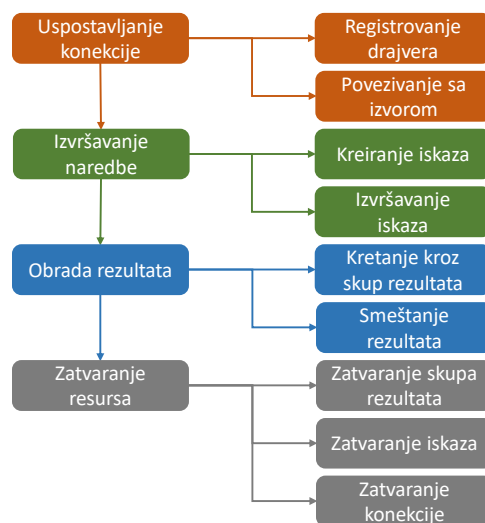 Uspostavljanje
konekcije
Registrovanje
drajvera
Povezivanje sa
izvorom
Izvršavanje
naredbe
Kreiranje iskaza
Izvršavanje
iskaza
Obrada rezultata
Kretanje kroz
skup rezultata
Smeštanje
rezultata
Zatvaranje
resursa
Zatvaranje skupa
rezultata
Zatvaranje iskaza
Zatvaranje
konekcije